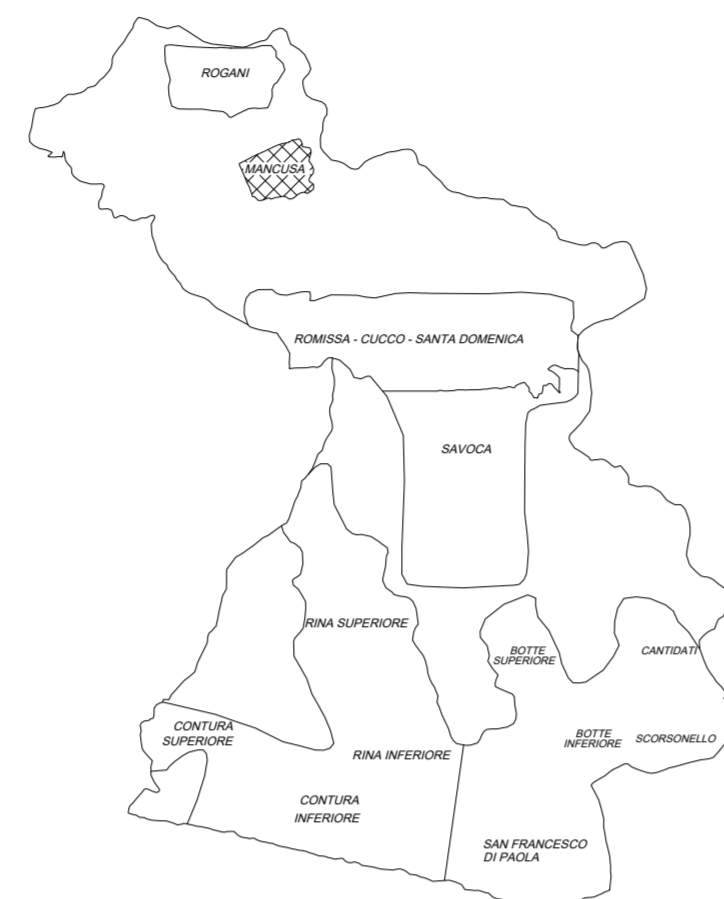 ROGANI
MANCUSA
ROMISSA - CUCCO - SANTA DOMENICA
SAVOCA
RINA SUPERIORE
BOTTE
SUPERIORE
CANTIDATI
CONTURA
SUPERIORE
BOTTE
INFERIORE
SCORSONELLO
RINA INFERIORE
CONTURA
INFERIORE
SAN FRANCESCO
DI PAOLA